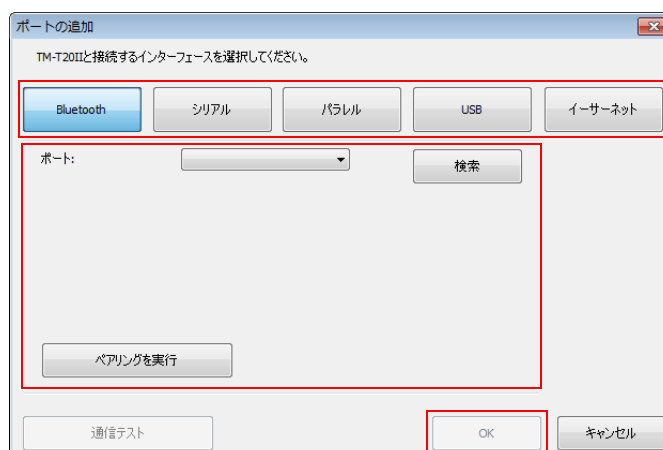 ポートの追加
TM-T20IIと接続するインターフェースを選択してください。
Bluetooth シリアル パラレル USB イーサーネット
ポート: 検索
ペアリングを実行
通信テスト OK キャンセル